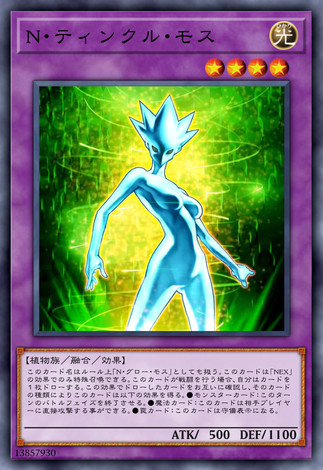 N・ティンクル・モス
光
【植物族／融合／効果】
このカード名はルール上「N・グロー・モス」としても扱う。このカードは「NEX」
の効果でのみ特殊召喚できる。このカードが戦闘を行う場合、自分はカードを
1枚ドローする。この効果でドローしたカードをお互いに確認し、そのカード
の種類によりこのカードは以下の効果を得る。●モンスターカード：このター
ンのバトルフェイズを終了させる。●魔法カード：このカードは相手プレイヤ
ーに直接攻撃する事ができる。●罠カード：このカードは守備表示になる。
ATK/ 500 DEF/1100
13857930